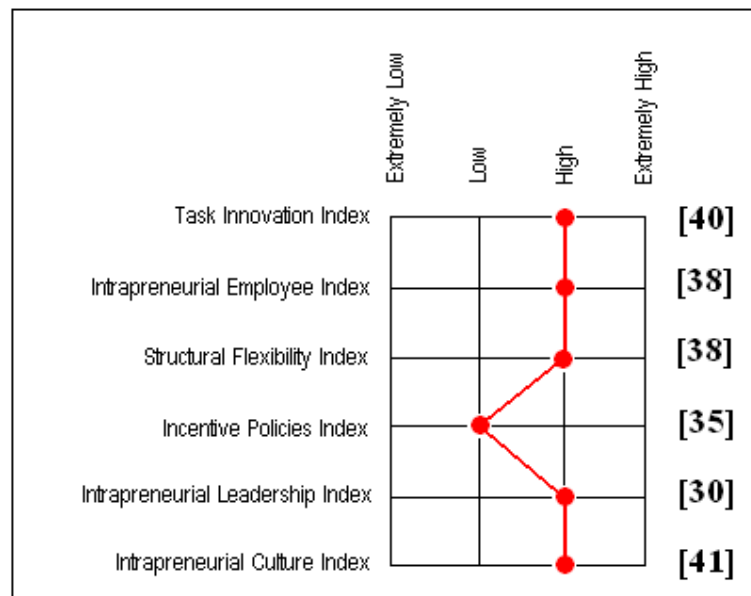 Extremely Low
Low
High
Extremely High
Task Innovation Index [40]
Intrapreneurial Employee Index [38]
Structural Flexibility Index [38]
Incentive Policies Index [35]
Intrapreneurial Leadership Index [30]
Intrapreneurial Culture Index [41]